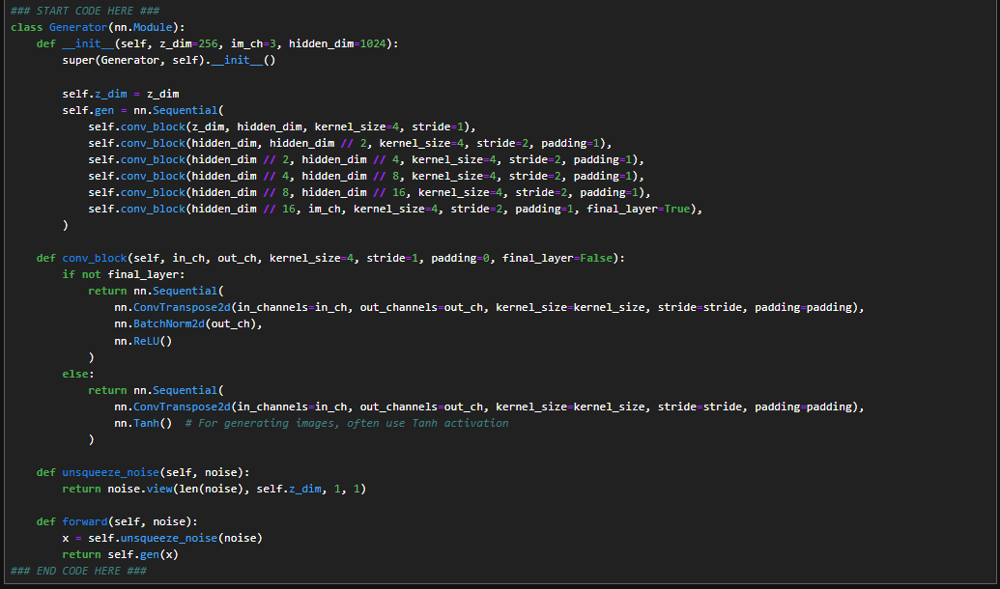 ### START CODE HERE ###
class Generator(nn.Module):
    def __init__(self, z_dim=256, im_ch=3, hidden_dim=1024):
        super(Generator, self).__init__()

        self.z_dim = z_dim
        self.gen = nn.Sequential(
            self.conv_block(z_dim, hidden_dim, kernel_size=4, stride=1),
            self.conv_block(hidden_dim, hidden_dim // 2, kernel_size=4, stride=2, padding=1),
            self.conv_block(hidden_dim // 2, hidden_dim // 4, kernel_size=4, stride=2, padding=1),
            self.conv_block(hidden_dim // 4, hidden_dim // 8, kernel_size=4, stride=2, padding=1),
            self.conv_block(hidden_dim // 8, hidden_dim // 16, kernel_size=4, stride=2, padding=1),
            self.conv_block(hidden_dim // 16, im_ch, kernel_size=4, stride=2, padding=1, final_layer=True),
        )

    def conv_block(self, in_ch, out_ch, kernel_size=4, stride=1, padding=0, final_layer=False):
        if not final_layer:
            return nn.Sequential(
                nn.ConvTranspose2d(in_channels=in_ch, out_channels=out_ch, kernel_size=kernel_size, stride=stride, padding=padding),
                nn.BatchNorm2d(out_ch),
                nn.ReLU()
            )
        else:
            return nn.Sequential(
                nn.ConvTranspose2d(in_channels=in_ch, out_channels=out_ch, kernel_size=kernel_size, stride=stride, padding=padding),
                nn.Tanh()  # For generating images, often use Tanh activation
            )

    def unsqueeze_noise(self, noise):
        return noise.view(len(noise), self.z_dim, 1, 1)

    def forward(self, noise):
        x = self.unsqueeze_noise(noise)
        return self.gen(x)
### END CODE HERE ###